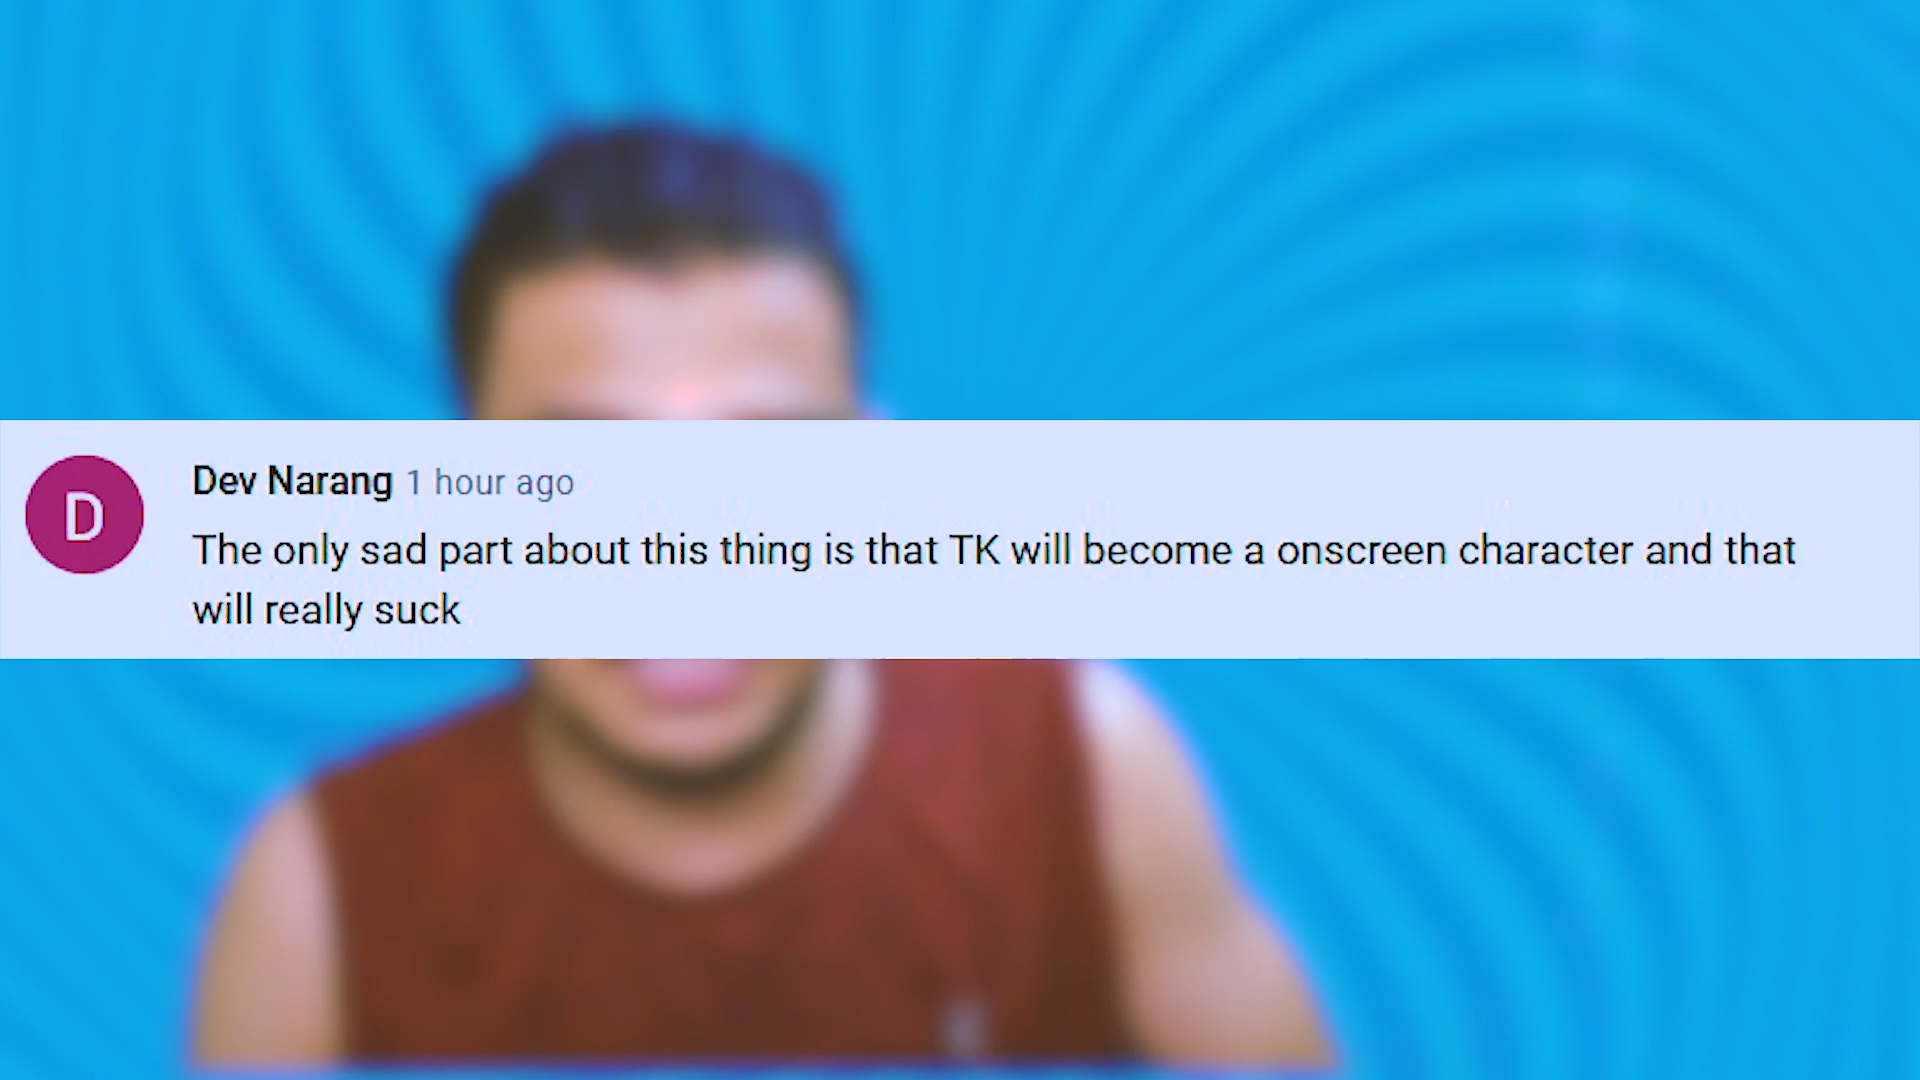 D
Dev Narang 1 hour ago
The only sad part about this thing is that TK will become a onscreen character and that
will really suck